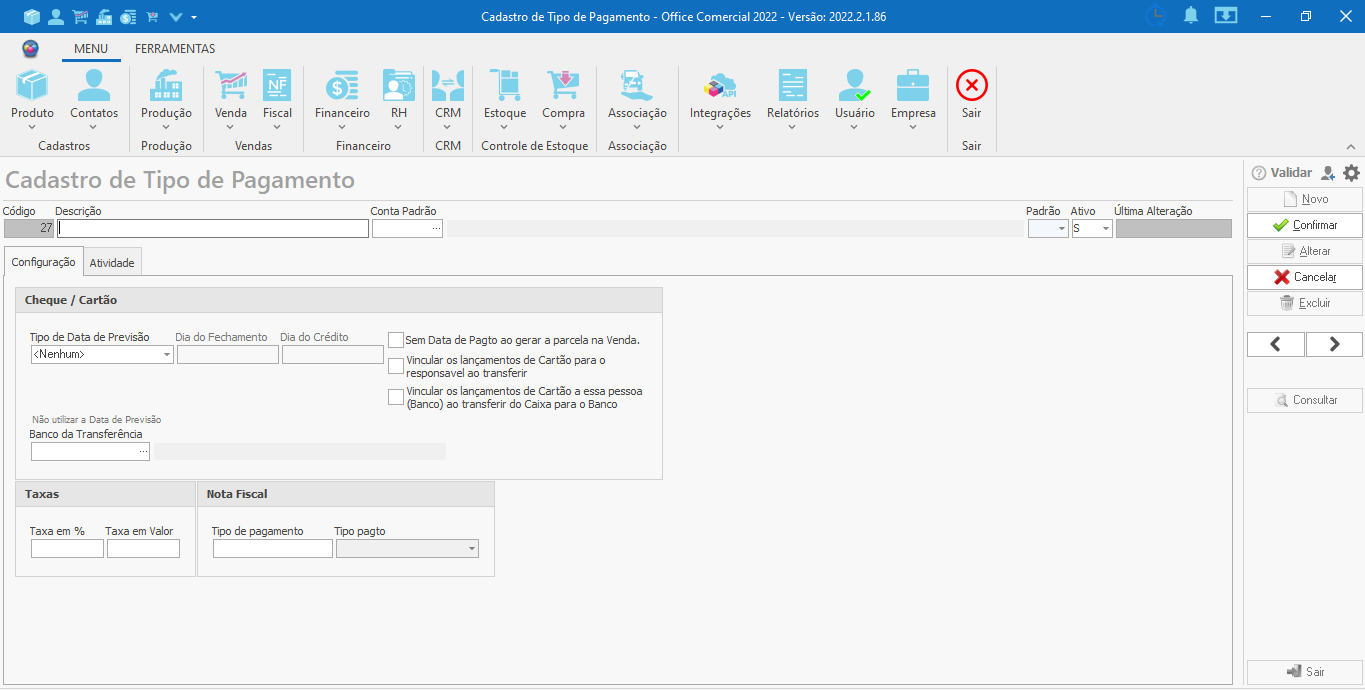 Cadastro de Tipo de Pagamento - Office Comercial 2022 - Versão: 2022.2.1.86
MENU FERRAMENTAS
NF API
Produto Contatos Produção Venda Fiscal Financeiro RH CRM Estoque Compra Associação Integrações Relatórios Usuário Empresa Sair
Cadastros Produção Vendas Financeiro CRM Controle de Estoque Associação Sair
Cadastro de Tipo de Pagamento
Validar
Código Descrição Conta Padrão Padrão Ativo Última Alteração
27 ... S
Novo
Confirmar
Alterar
Cancelar
Excluir
Consultar
Configuração Atividade
Cheque / Cartão
Tipo de Data de Previsão Dia do Fechamento Dia do Crédito
<Nenhum>
Sem Data de Pagto ao gerar a parcela na Venda.
Vincular os lançamentos de Cartão para o
responsavel ao transferir
Vincular os lançamentos de Cartão a essa pessoa
(Banco) ao transferir do Caixa para o Banco
Não utilizar a Data de Previsão
Banco da Transferência
...
Taxas Nota Fiscal
Taxa em % Taxa em Valor Tipo de pagamento Tipo pagto
Sair